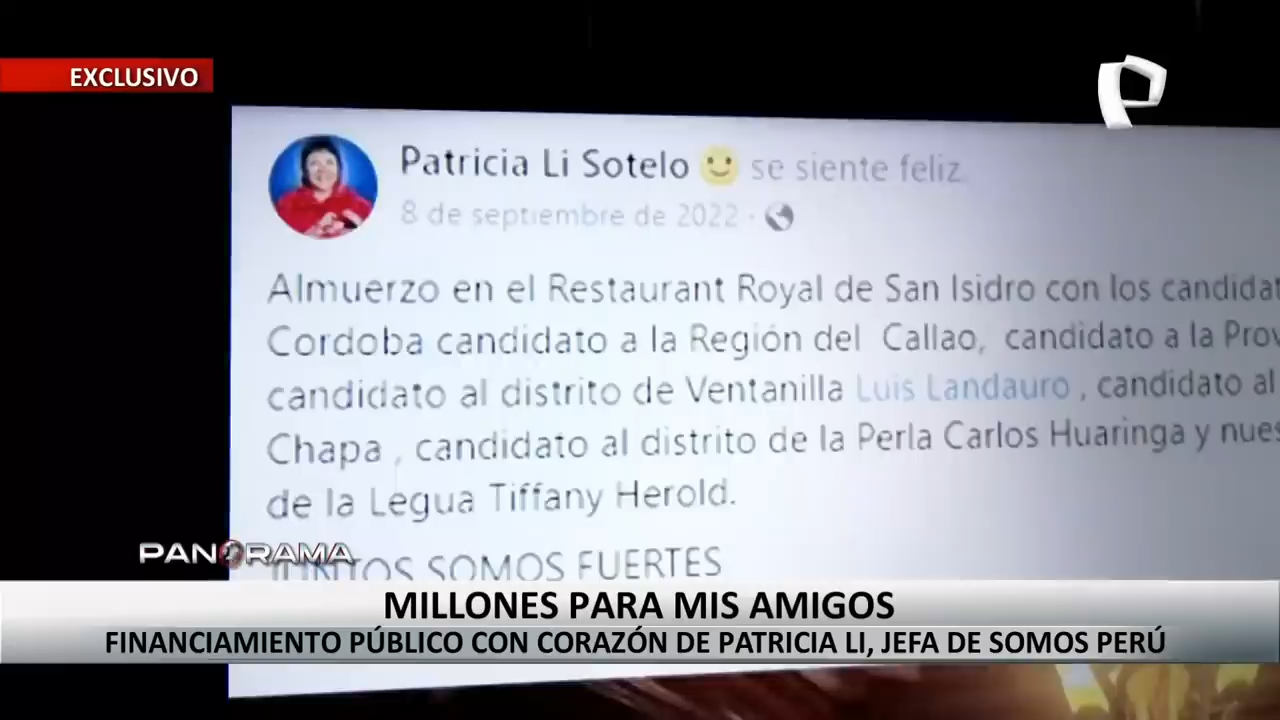 EXCLUSIVO
Patricia Li Sotelo se siente feliz.
8 de septiembre de 2022 ·
Almuerzo en el Restaurant Royal de San Isidro con los
Cordoba candidato a la Región del Callao, candidato a la
candidato al distrito de Ventanilla Luis Landauro, candidato al
Chapa, candidato al distrito de la Perla Carlos Huaringa y
de la Legua Tiffany Herold.
JUNTOS SOMOS FUERTES
PANORAMA
MILLONES PARA MIS AMIGOS
FINANCIAMIENTO PÚBLICO CON CORAZÓN DE PATRICIA LI, JEFA DE SOMOS PERÚ